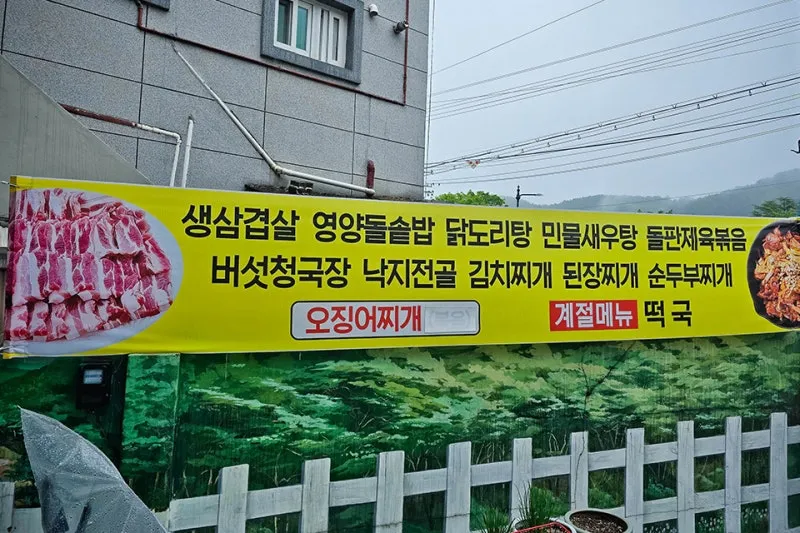 생삼겹살 영양돌솥밥 닭도리탕 민물새우탕 돌판제육볶음
버섯청국장 낙지전골 김치찌개 된장찌개 순두부찌개
오징어찌개 계절메뉴 떡국